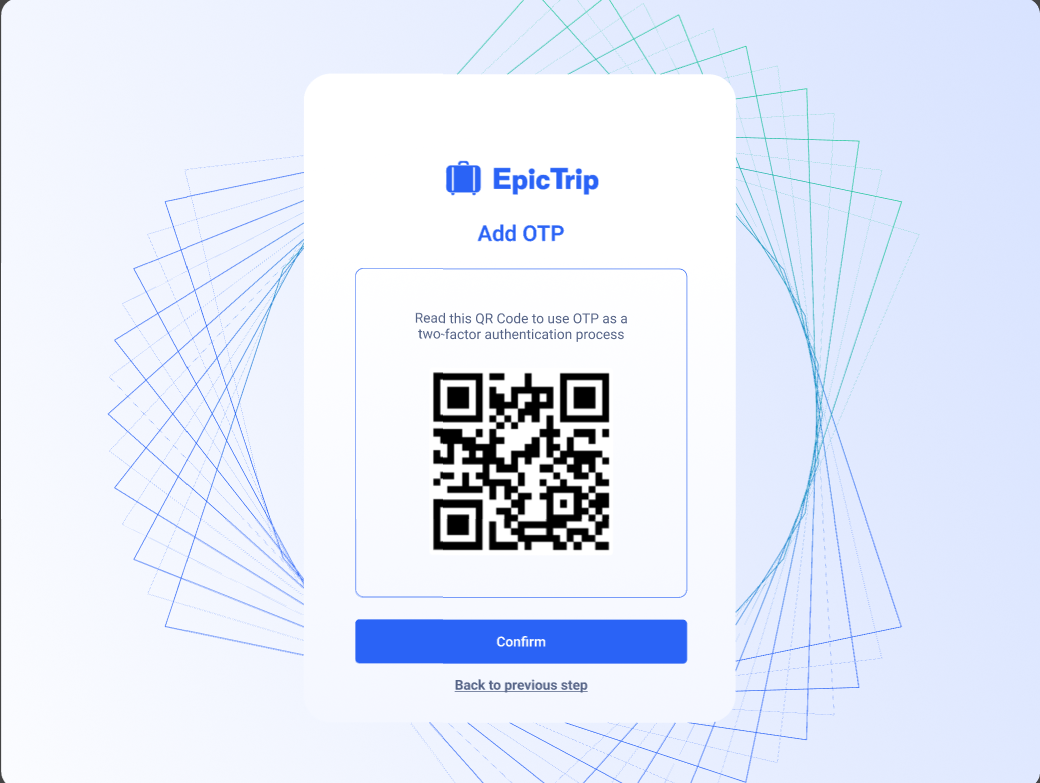 EpicTrip
Add OTP
Read this QR Code to use OTP as a
two-factor authentication process
Confirm
Back to previous step